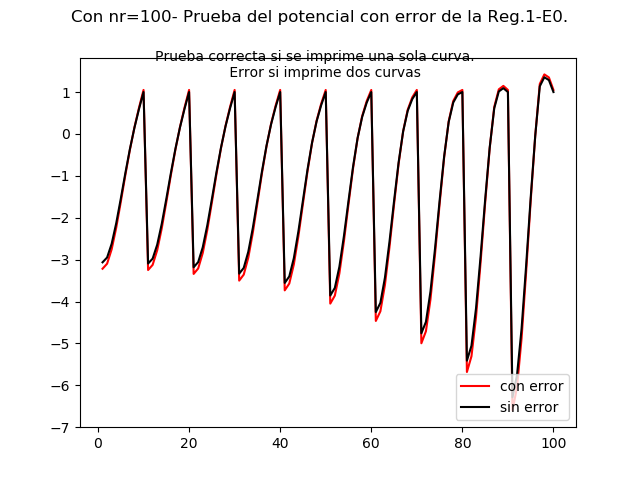 Con nr=100- Prueba del potencial con error de la Reg.1-E0.
Prueba correcta si se imprime una sola curva.
Error si imprime dos curvas
1
0
−1
−2
−3
−4
−5
−6
−7
con error
sin error
0 20 40 60 80 100